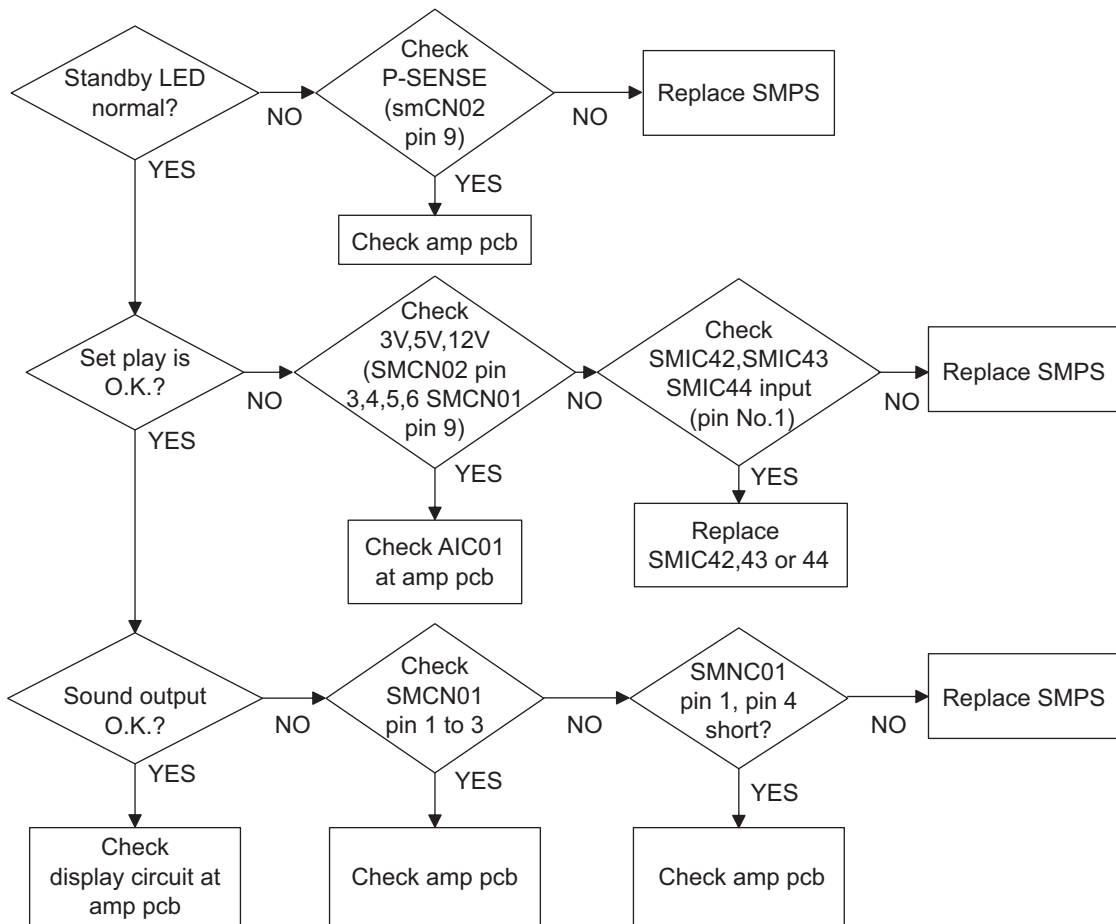 Standby LED
normal?
NO
YES
Check
P-SENSE
(smCN02
pin 9)
NO
YES
Replace SMPS
Check amp pcb
Set play is
O.K.?
NO
YES
Check
3V,5V,12V
(SMCN02 pin
3,4,5,6 SMCN01
pin 9)
NO
YES
Check
SMIC42,SMIC43
SMIC44 input
(pin No.1)
NO
YES
Replace SMPS
Check AIC01
at amp pcb
Replace
SMIC42,43 or 44
Sound output
O.K.?
NO
YES
Check
SMCN01
pin 1 to 3
NO
YES
SMNC01
pin 1, pin 4
short?
NO
YES
Replace SMPS
Check
display circuit at
amp pcb
Check amp pcb
Check amp pcb